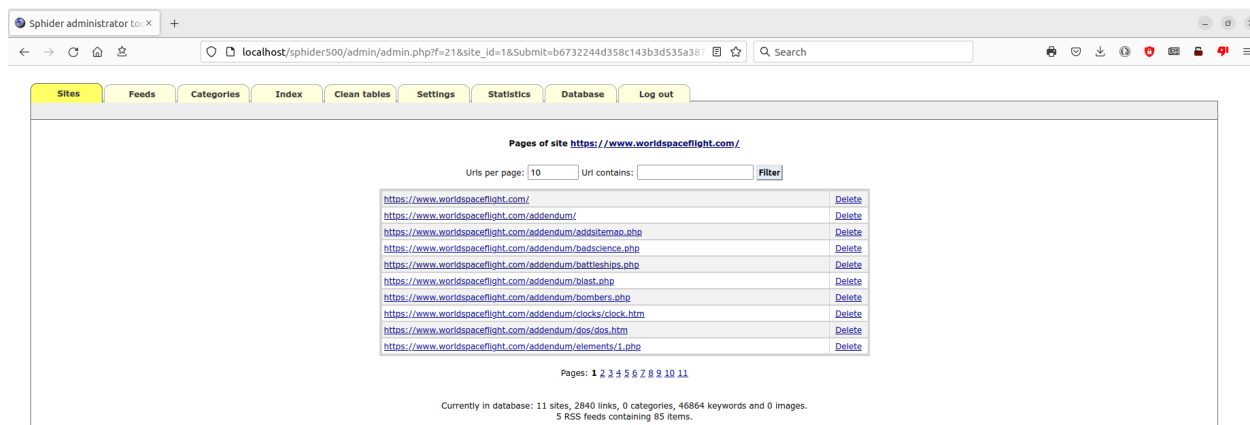 Sphider administrator too
localhost/sphider500/admin/admin.php?f=21&site_id=1&Submit=b6732244d358c143b3d535a387
Search
Sites Feeds Categories Index Clean tables Settings Statistics Database Log out
Pages of site https://www.worldspaceflight.com/
Urls per page: 10 Url contains: Filter
https://www.worldspaceflight.com/ Delete
https://www.worldspaceflight.com/addendum/ Delete
https://www.worldspaceflight.com/addendum/addsitemap.php Delete
https://www.worldspaceflight.com/addendum/badscience.php Delete
https://www.worldspaceflight.com/addendum/battleships.php Delete
https://www.worldspaceflight.com/addendum/blast.php Delete
https://www.worldspaceflight.com/addendum/bombers.php Delete
https://www.worldspaceflight.com/addendum/clocks/clock.htm Delete
https://www.worldspaceflight.com/addendum/dos/dos.htm Delete
https://www.worldspaceflight.com/addendum/elements/1.php Delete
Pages: 1 2 3 4 5 6 7 8 9 10 11
Currently in database: 11 sites, 2840 links, 0 categories, 46864 keywords and 0 images.
5 RSS feeds containing 85 items.